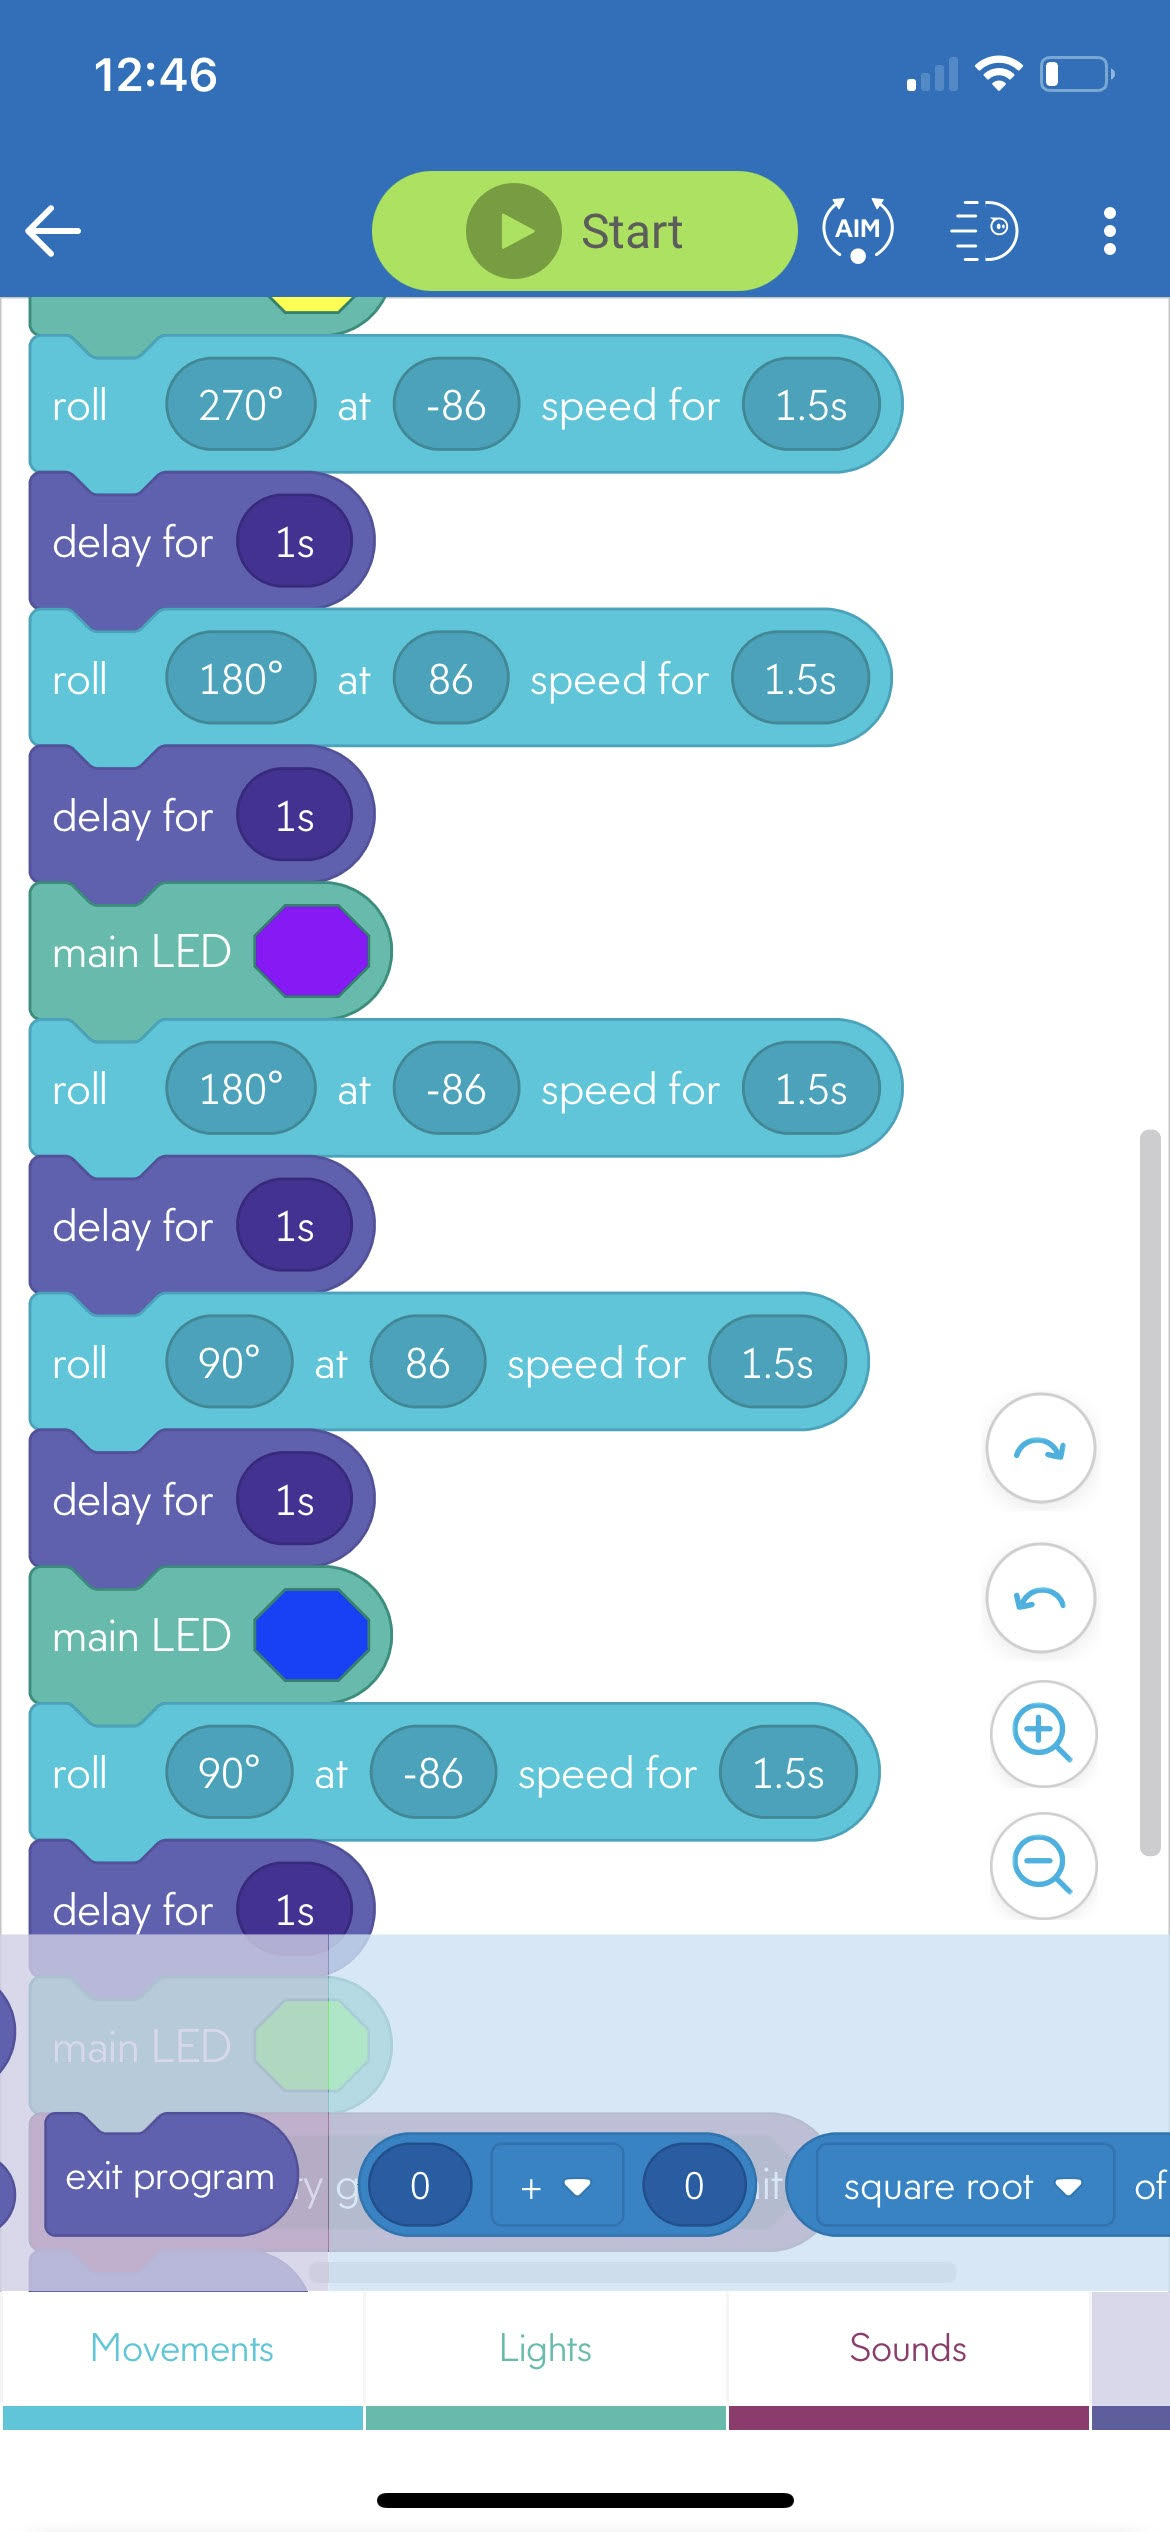 12:46
Start
AIM
roll 270° at -86 speed for 1.5s
delay for 1s
roll 180° at 86 speed for 1.5s
delay for 1s
main LED
roll 180° at -86 speed for 1.5s
delay for 1s
roll 90° at 86 speed for 1.5s
delay for 1s
main LED
roll 90° at -86 speed for 1.5s
delay for 1s
main LED
exit program 0 + 0 square root of
Movements Lights Sounds